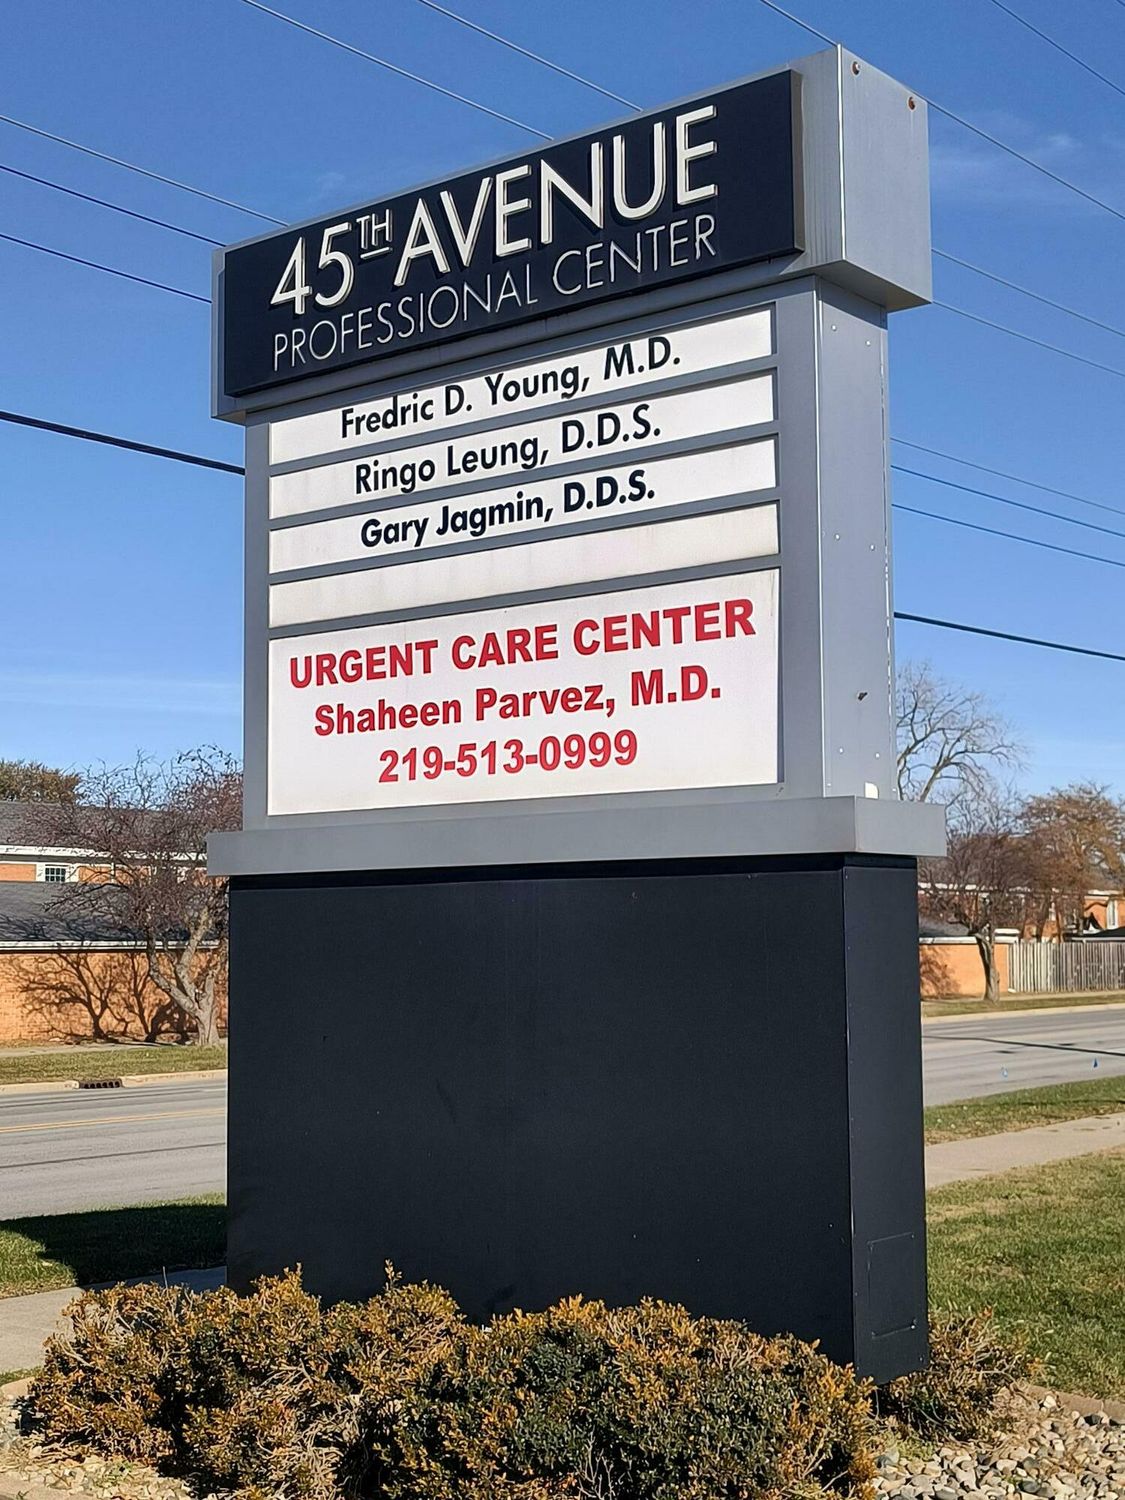 45TH AVENUE
PROFESSIONAL CENTER
Fredric D. Young, M.D.
Ringo Leung, D.D.S.
Gary Jagmin, D.D.S.
URGENT CARE CENTER
Shaheen Parvez, M.D.
219-513-0999